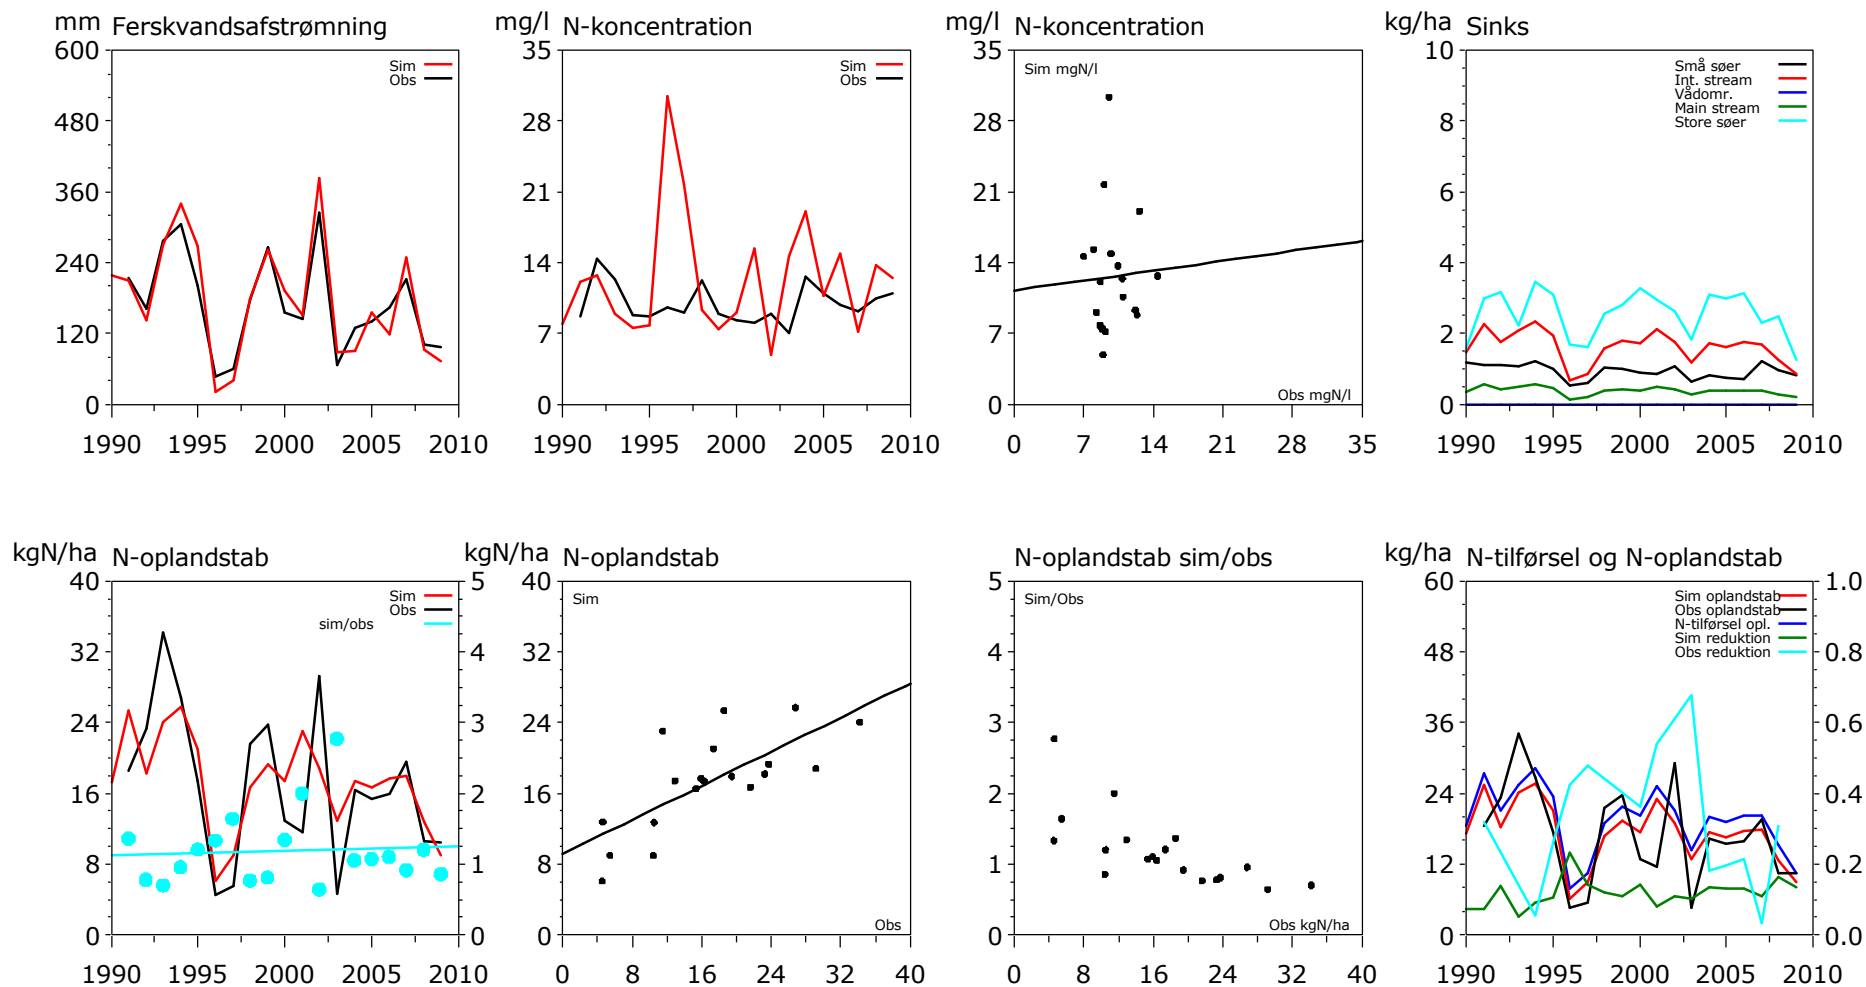 mm Ferskvandsafstrømning
600
480
360
240
120
0
1990 1995 2000 2005 2010
Sim
Obs
mg/l N-koncentration
35
28
21
14
7
0
1990 1995 2000 2005 2010
Sim
Obs
mg/l N-koncentration
35
28
21
14
7
0
0 7 14 21 28 35
Sim mgN/l
Obs mgN/l
kg/ha Sinks
10
8
6
4
2
0
1990 1995 2000 2005 2010
Små søer
Int. stream
Vådomr.
Main stream
Store søer
kgN/ha N-oplandstab
40
32
24
16
8
0
5
4
3
2
1
0
1990 1995 2000 2005 2010
Sim
Obs
sim/obs
kgN/ha N-oplandstab
40
32
24
16
8
0
0 8 16 24 32 40
Sim
Obs
N-oplandstab sim/obs
5
4
3
2
1
0
0 8 16 24 32 40
Sim/Obs
Obs kgN/ha
kg/ha N-tilførsel og N-oplandstab
60
48
36
24
12
0
1.0
0.8
0.6
0.4
0.2
0.0
1990 1995 2000 2005 2010
Sim oplandstab
Obs oplandstab
N-tilførsel opl.
Sim reduktion
Obs reduktion